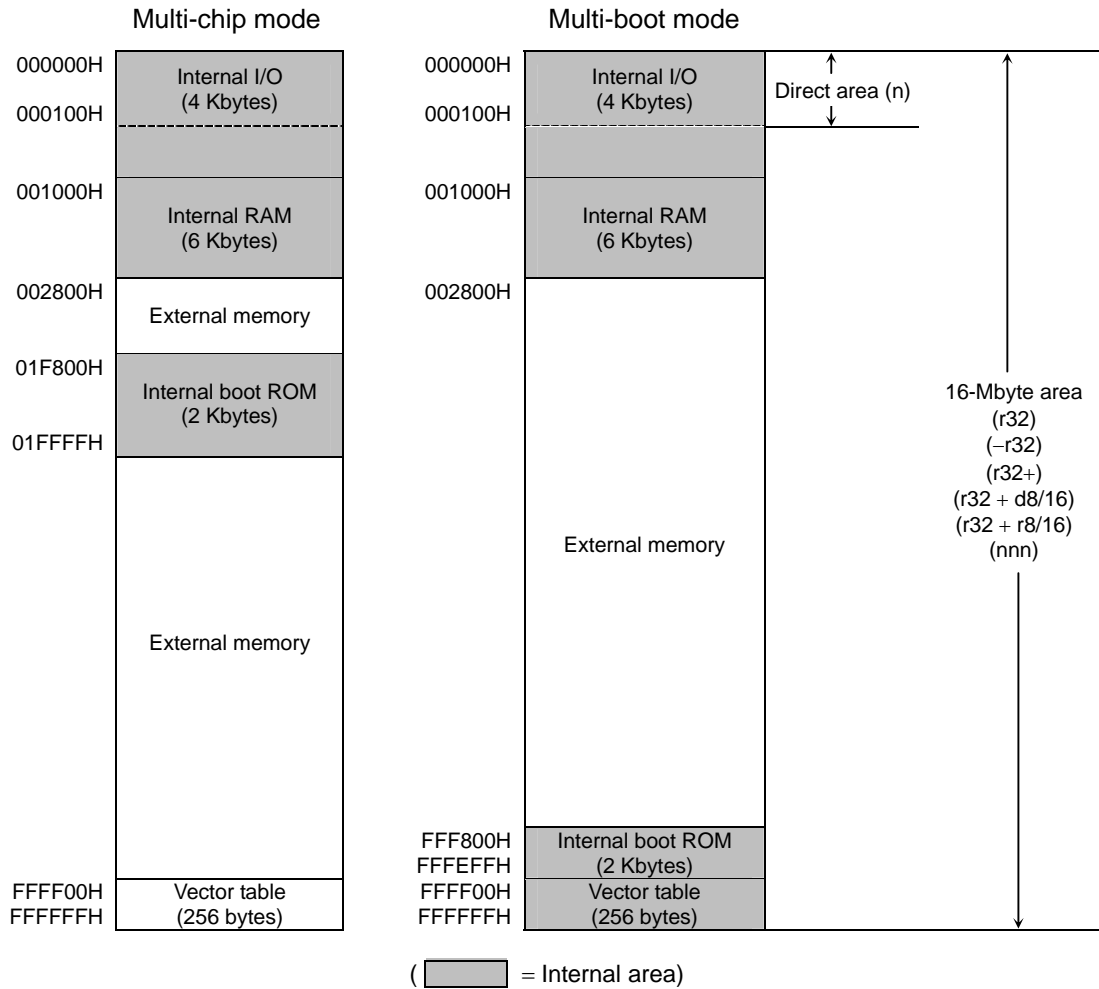 Multi-chip mode
000000H
Internal I/O
(4 Kbytes)
000100H
001000H
Internal RAM
(6 Kbytes)
002800H
External memory
01F800H
Internal boot ROM
(2 Kbytes)
01FFFFH
External memory
FFFF00H
Vector table
FFFFFFH
(256 bytes)
Multi-boot mode
000000H
Internal I/O
(4 Kbytes)
000100H
Direct area (n)
001000H
Internal RAM
(6 Kbytes)
002800H
External memory
FFF800H
Internal boot ROM
FFFEFFH
(2 Kbytes)
FFFF00H
Vector table
FFFFFFH
(256 bytes)
16-Mbyte area
(r32)
(−r32)
(r32+)
(r32 + d8/16)
(r32 + r8/16)
(nnn)
( = Internal area)